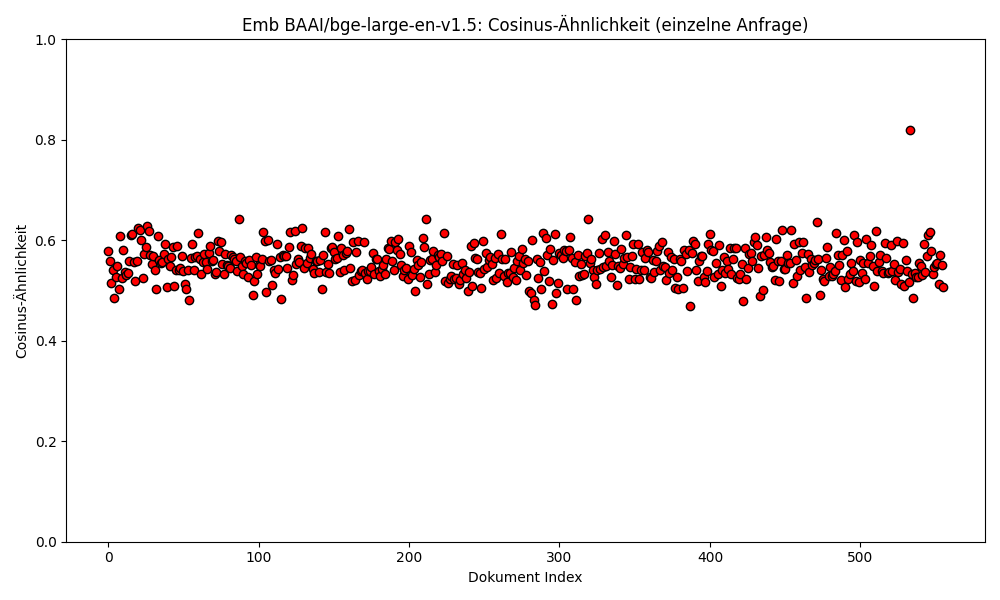 Emb BAAI/bge-large-en-v1.5: Cosinus-Ähnlichkeit (einzelne Anfrage)
1.0
0.8
0.6
0.4
0.2
0.0
Cosinus-Ähnlichkeit
0 100 200 300 400 500
Dokument Index